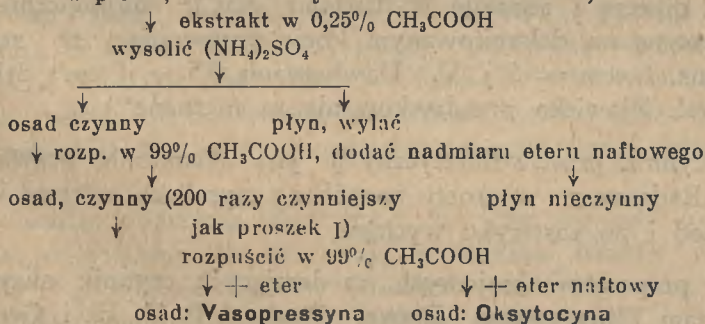 ↓ ekstrakt w 0,25% CH₃COOH
wysolić (NH₄)₂SO₄
↓
↓ ↓
osad czynny płyn, wylać
↓ rozp. w 99% CH₃COOH, dodać nadmiaru eteru naftowego
↓ ↓
osad, czynny (200 razy czynniejszy płyn nieczynny
↓ jak proszek I)
rozpuścić w 99% CH₃COOH
↓ + eter ↓ + eter naftowy
osad: Vasopressyna osad: Oksytocyna